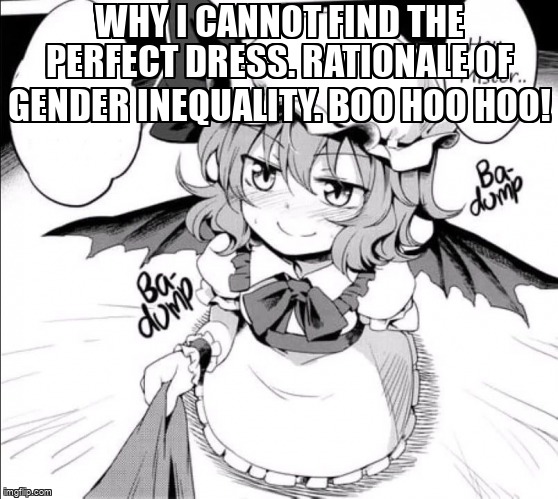 WHY I CANNOT FIND THE
PERFECT DRESS. RATIONALE OF
GENDER INEQUALITY. BOO HOO HOO!
Ba-
dump
Ba-
dump
imgflip.com